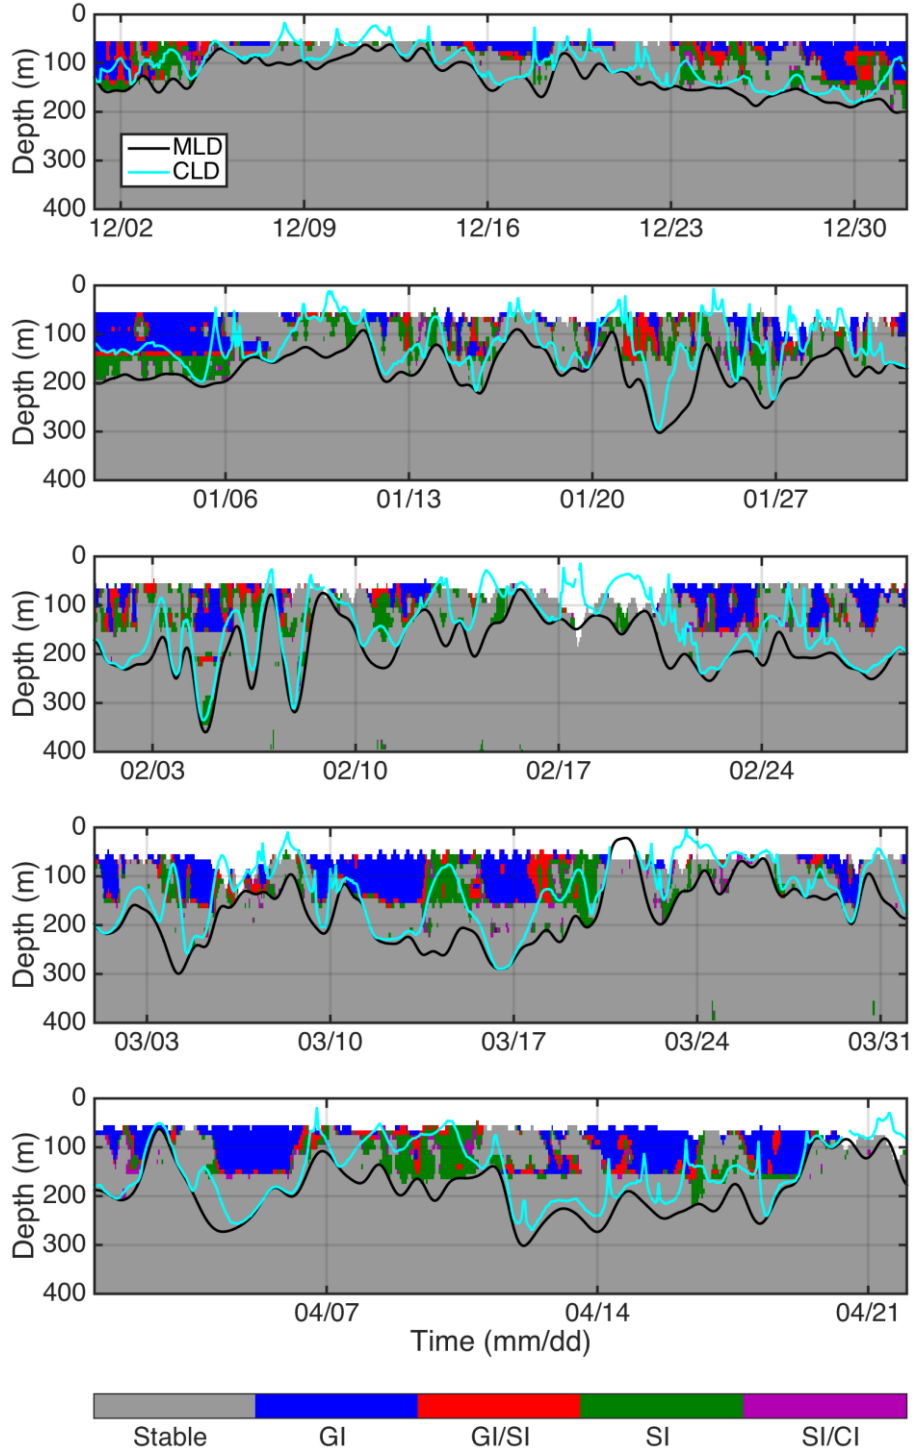 0
100
200
300
400
Depth (m)
MLD
CLD
12/02 12/09 12/16 12/23 12/30
0
100
200
300
400
Depth (m)
01/06 01/13 01/20 01/27
0
100
200
300
400
Depth (m)
02/03 02/10 02/17 02/24
0
100
200
300
400
Depth (m)
03/03 03/10 03/17 03/24 03/31
0
100
200
300
400
Depth (m)
04/07 04/14 04/21
Time (mm/dd)
Stable GI GI/SI SI SI/CI